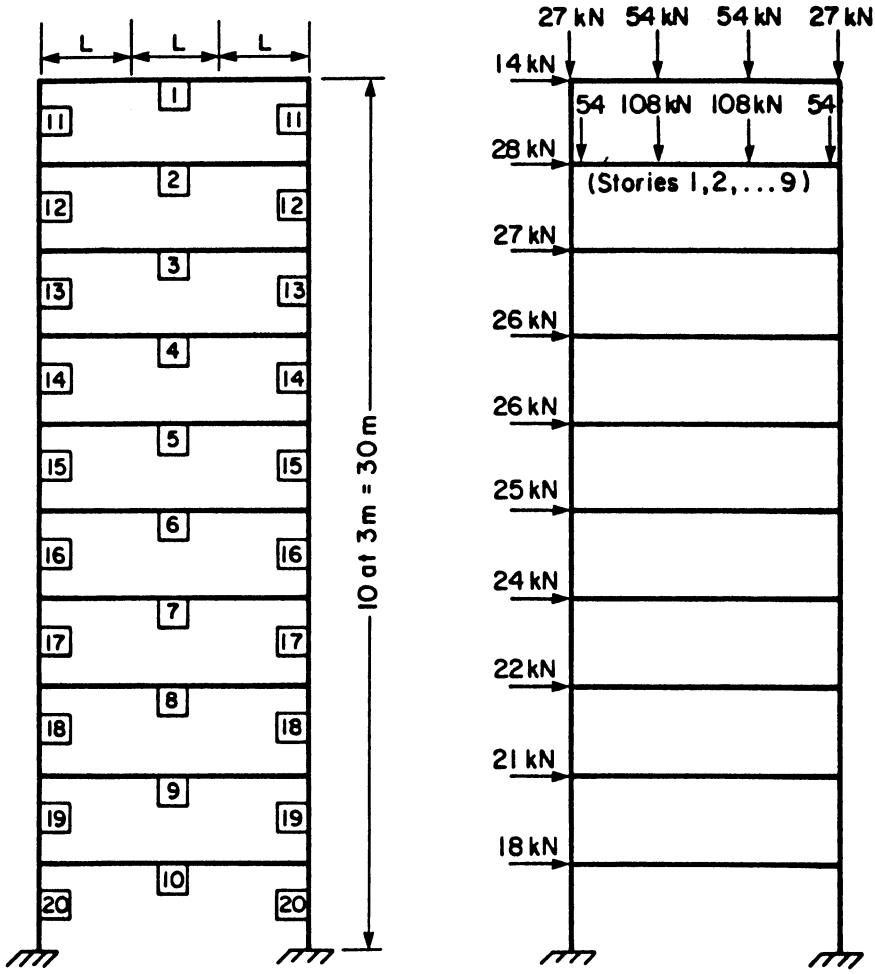 L L L
1
11 11
2
12 12
3
13 13
4
14 14
5
15 15
6
16 16
7
17 17
8
18 18
9
19 19
10
20 20
10 at 3m = 30m
27 kN 54 kN 54 kN 27 kN
14 kN
54 108 kN 108 kN 54
28 kN
(Stories 1,2,...9)
27 kN
26 kN
26 kN
25 kN
24 kN
22 kN
21 kN
18 kN